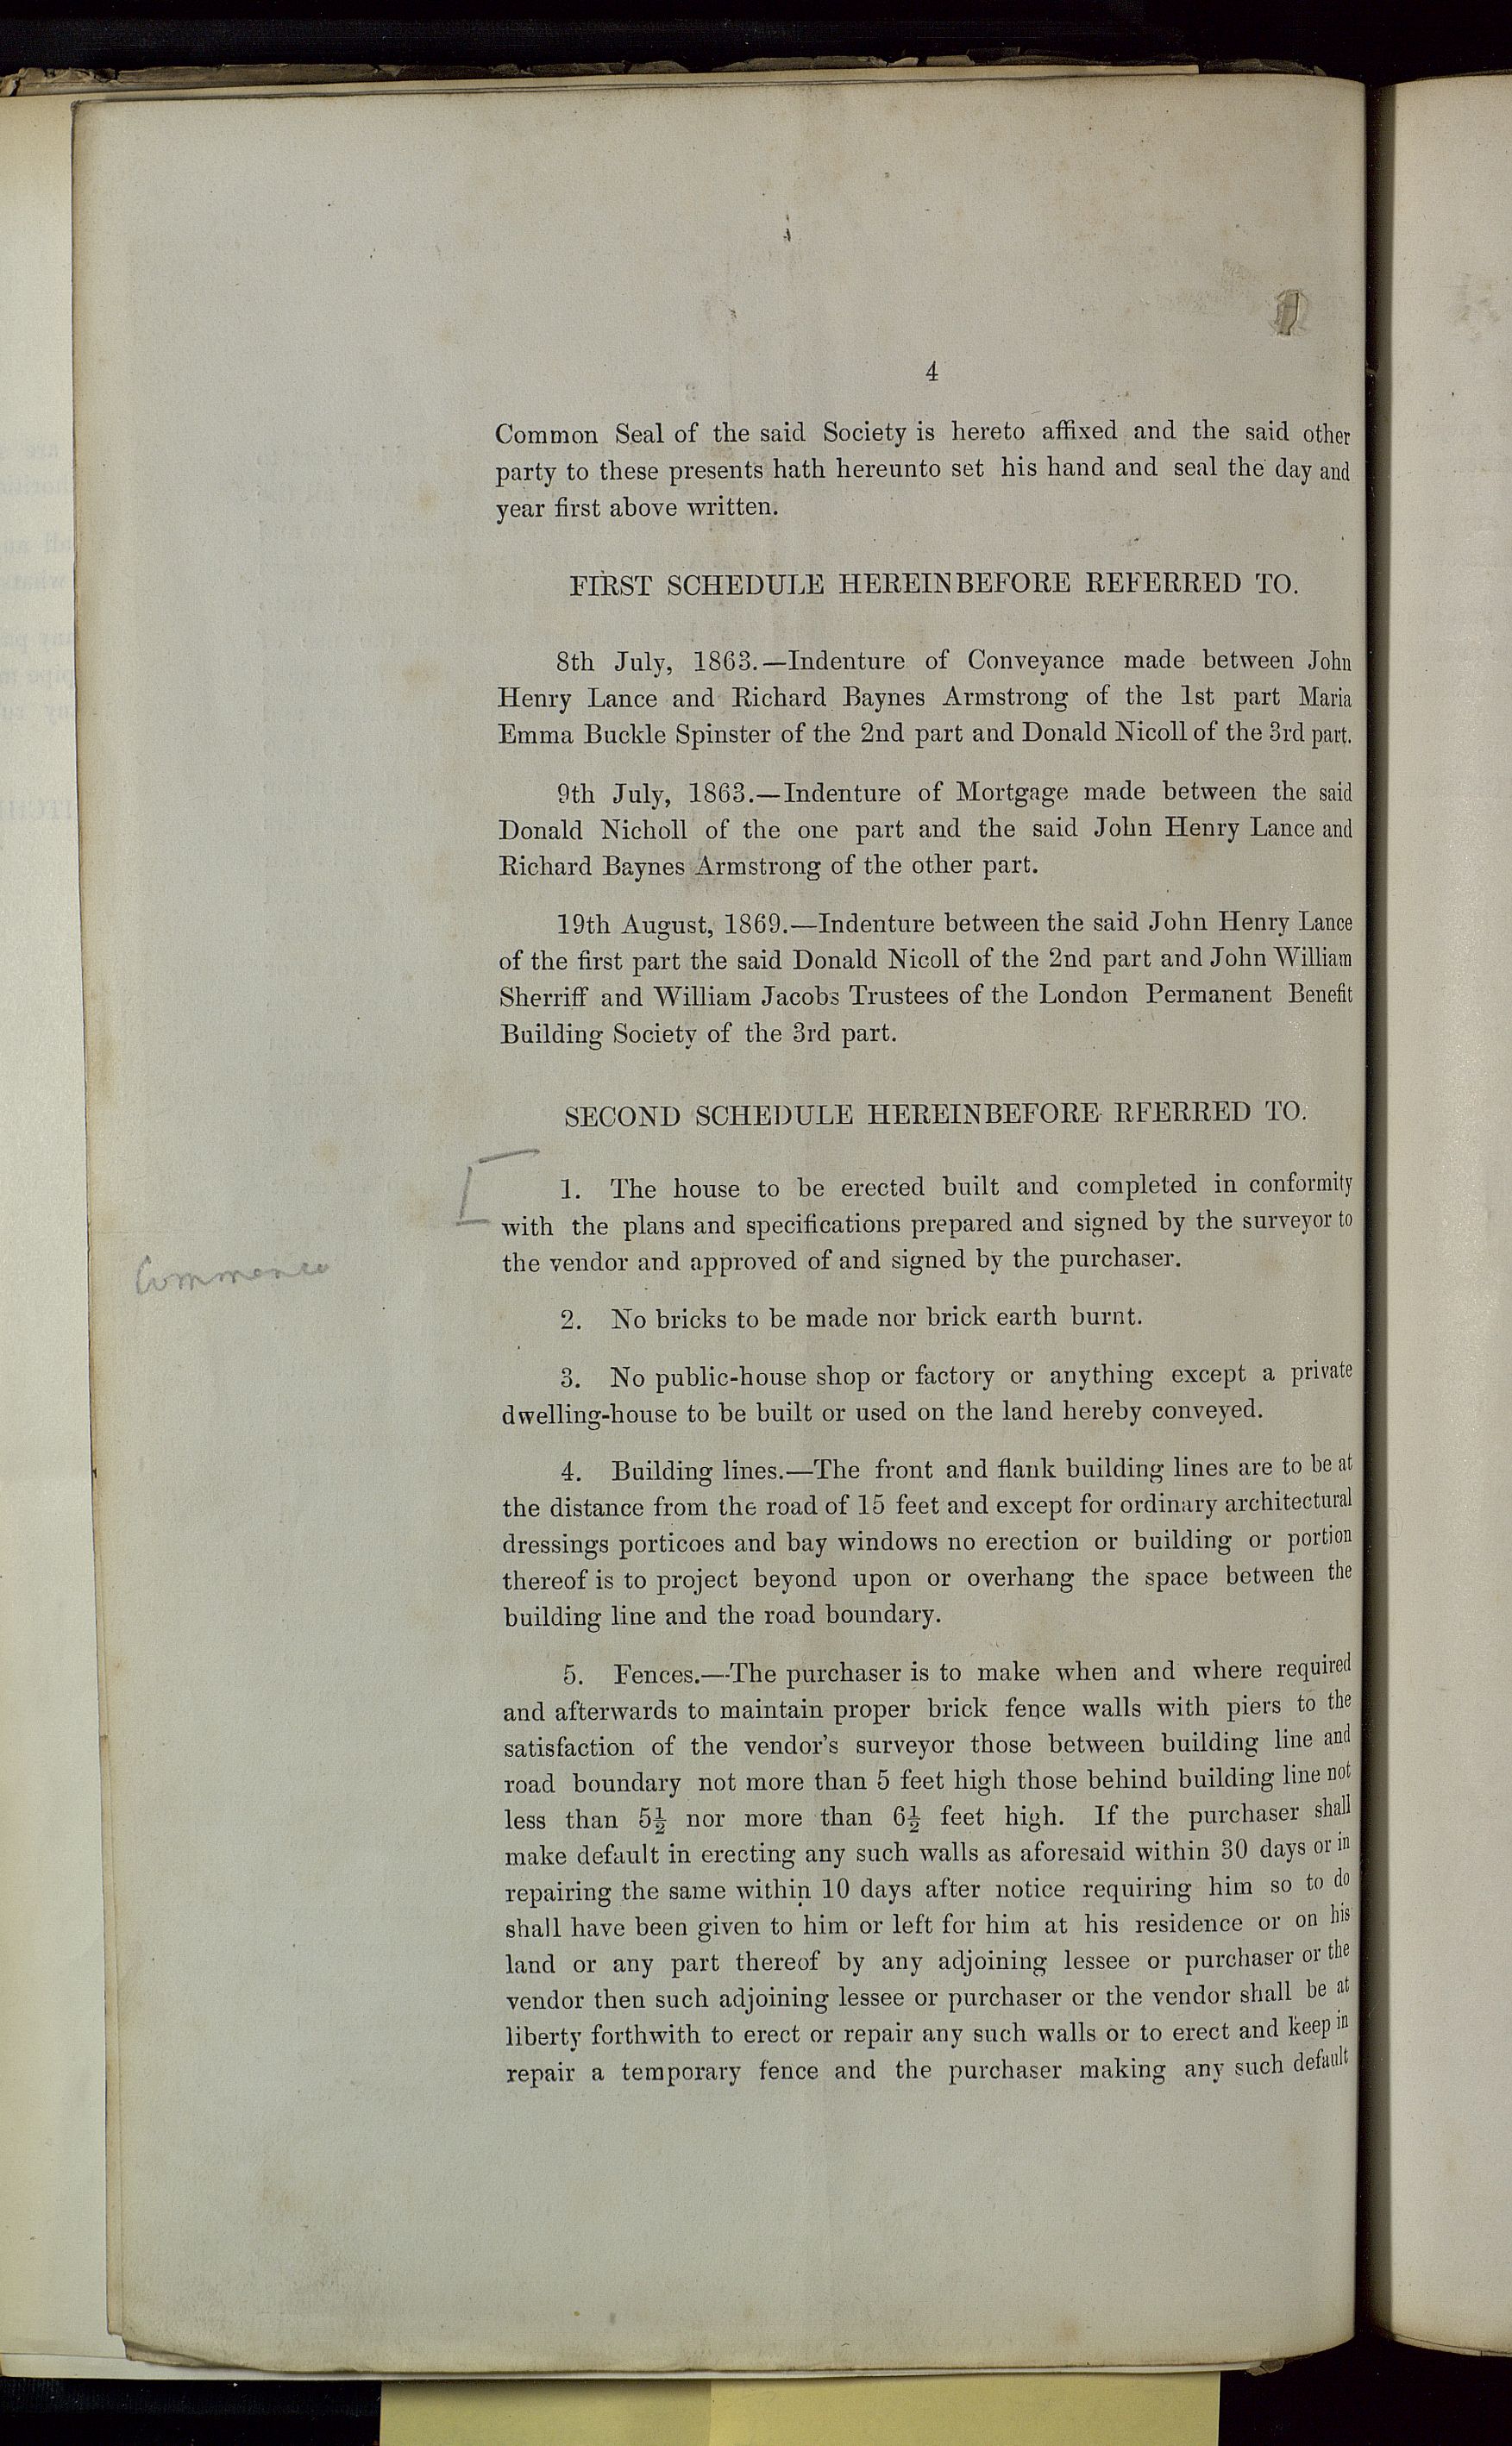 4
Common Seal of the said Society is hereto affixed and the said other
party to these presents hath hereunto set his hand and seal the day and
year first above written.
FIRST SCHEDULE HEREINBEFORE REFERRED TO.
8th July, 1863.—Indenture of Conveyance made between John
Henry Lance and Richard Baynes Armstrong of the 1st part Maria
Emma Buckle Spinster of the 2nd part and Donald Nicoll of the 3rd part.
9th July, 1863.—Indenture of Mortgage made between the said
Donald Nicholl of the one part and the said John Henry Lance and
Richard Baynes Armstrong of the other part.
19th August, 1869.—Indenture between the said John Henry Lance
of the first part the said Donald Nicoll of the 2nd part and John William
Sherriff and William Jacobs Trustees of the London Permanent Benefit
Building Society of the 3rd part.
SECOND SCHEDULE HEREINBEFORE RFERRED TO.
1. The house to be erected built and completed in conformity
with the plans and specifications prepared and signed by the surveyor to
the vendor and approved of and signed by the purchaser.
Commence
2. No bricks to be made nor brick earth burnt.
3. No public-house shop or factory or anything except a private
dwelling-house to be built or used on the land hereby conveyed.
4. Building lines.—The front and flank building lines are to be at
the distance from the road of 15 feet and except for ordinary architectural
dressings porticoes and bay windows no erection or building or portion
thereof is to project beyond upon or overhang the space between the
building line and the road boundary.
5. Fences.—The purchaser is to make when and where required
and afterwards to maintain proper brick fence walls with piers to the
satisfaction of the vendor's surveyor those between building line and
road boundary not more than 5 feet high those behind building line not
less than 5½ nor more than 6½ feet high. If the purchaser shall
make default in erecting any such walls as aforesaid within 30 days or in
repairing the same within 10 days after notice requiring him so to do
shall have been given to him or left for him at his residence or on his
land or any part thereof by any adjoining lessee or purchaser or the
vendor then such adjoining lessee or purchaser or the vendor shall be at
liberty forthwith to erect or repair any such walls or to erect and keep in
repair a temporary fence and the purchaser making any such default